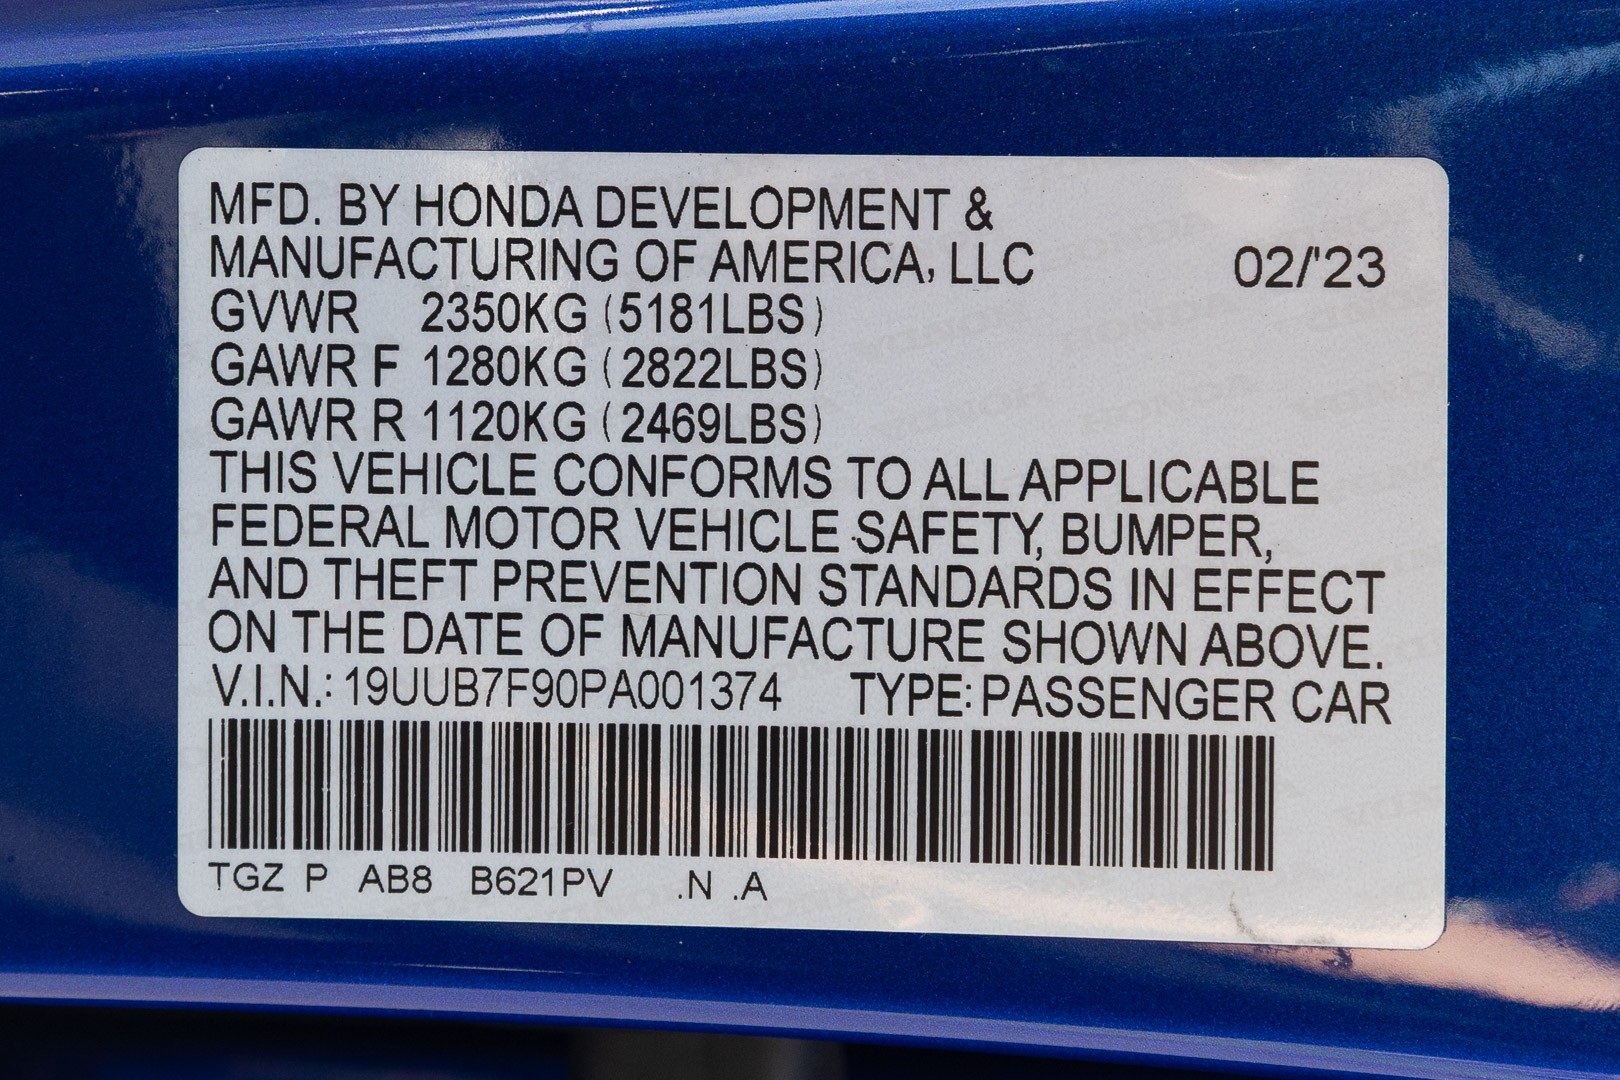 MFD. BY HONDA DEVELOPMENT &
MANUFACTURING OF AMERICA, LLC 02/'23
GVWR 2350KG (5181LBS)
GAWR F 1280KG (2822LBS)
GAWR R 1120KG (2469LBS)
THIS VEHICLE CONFORMS TO ALL APPLICABLE
FEDERAL MOTOR VEHICLE SAFETY, BUMPER,
AND THEFT PREVENTION STANDARDS IN EFFECT
ON THE DATE OF MANUFACTURE SHOWN ABOVE.
V.I.N.: 19UUB7F90PA001374 TYPE: PASSENGER CAR
TGZ P AB8 B621PV .N .A